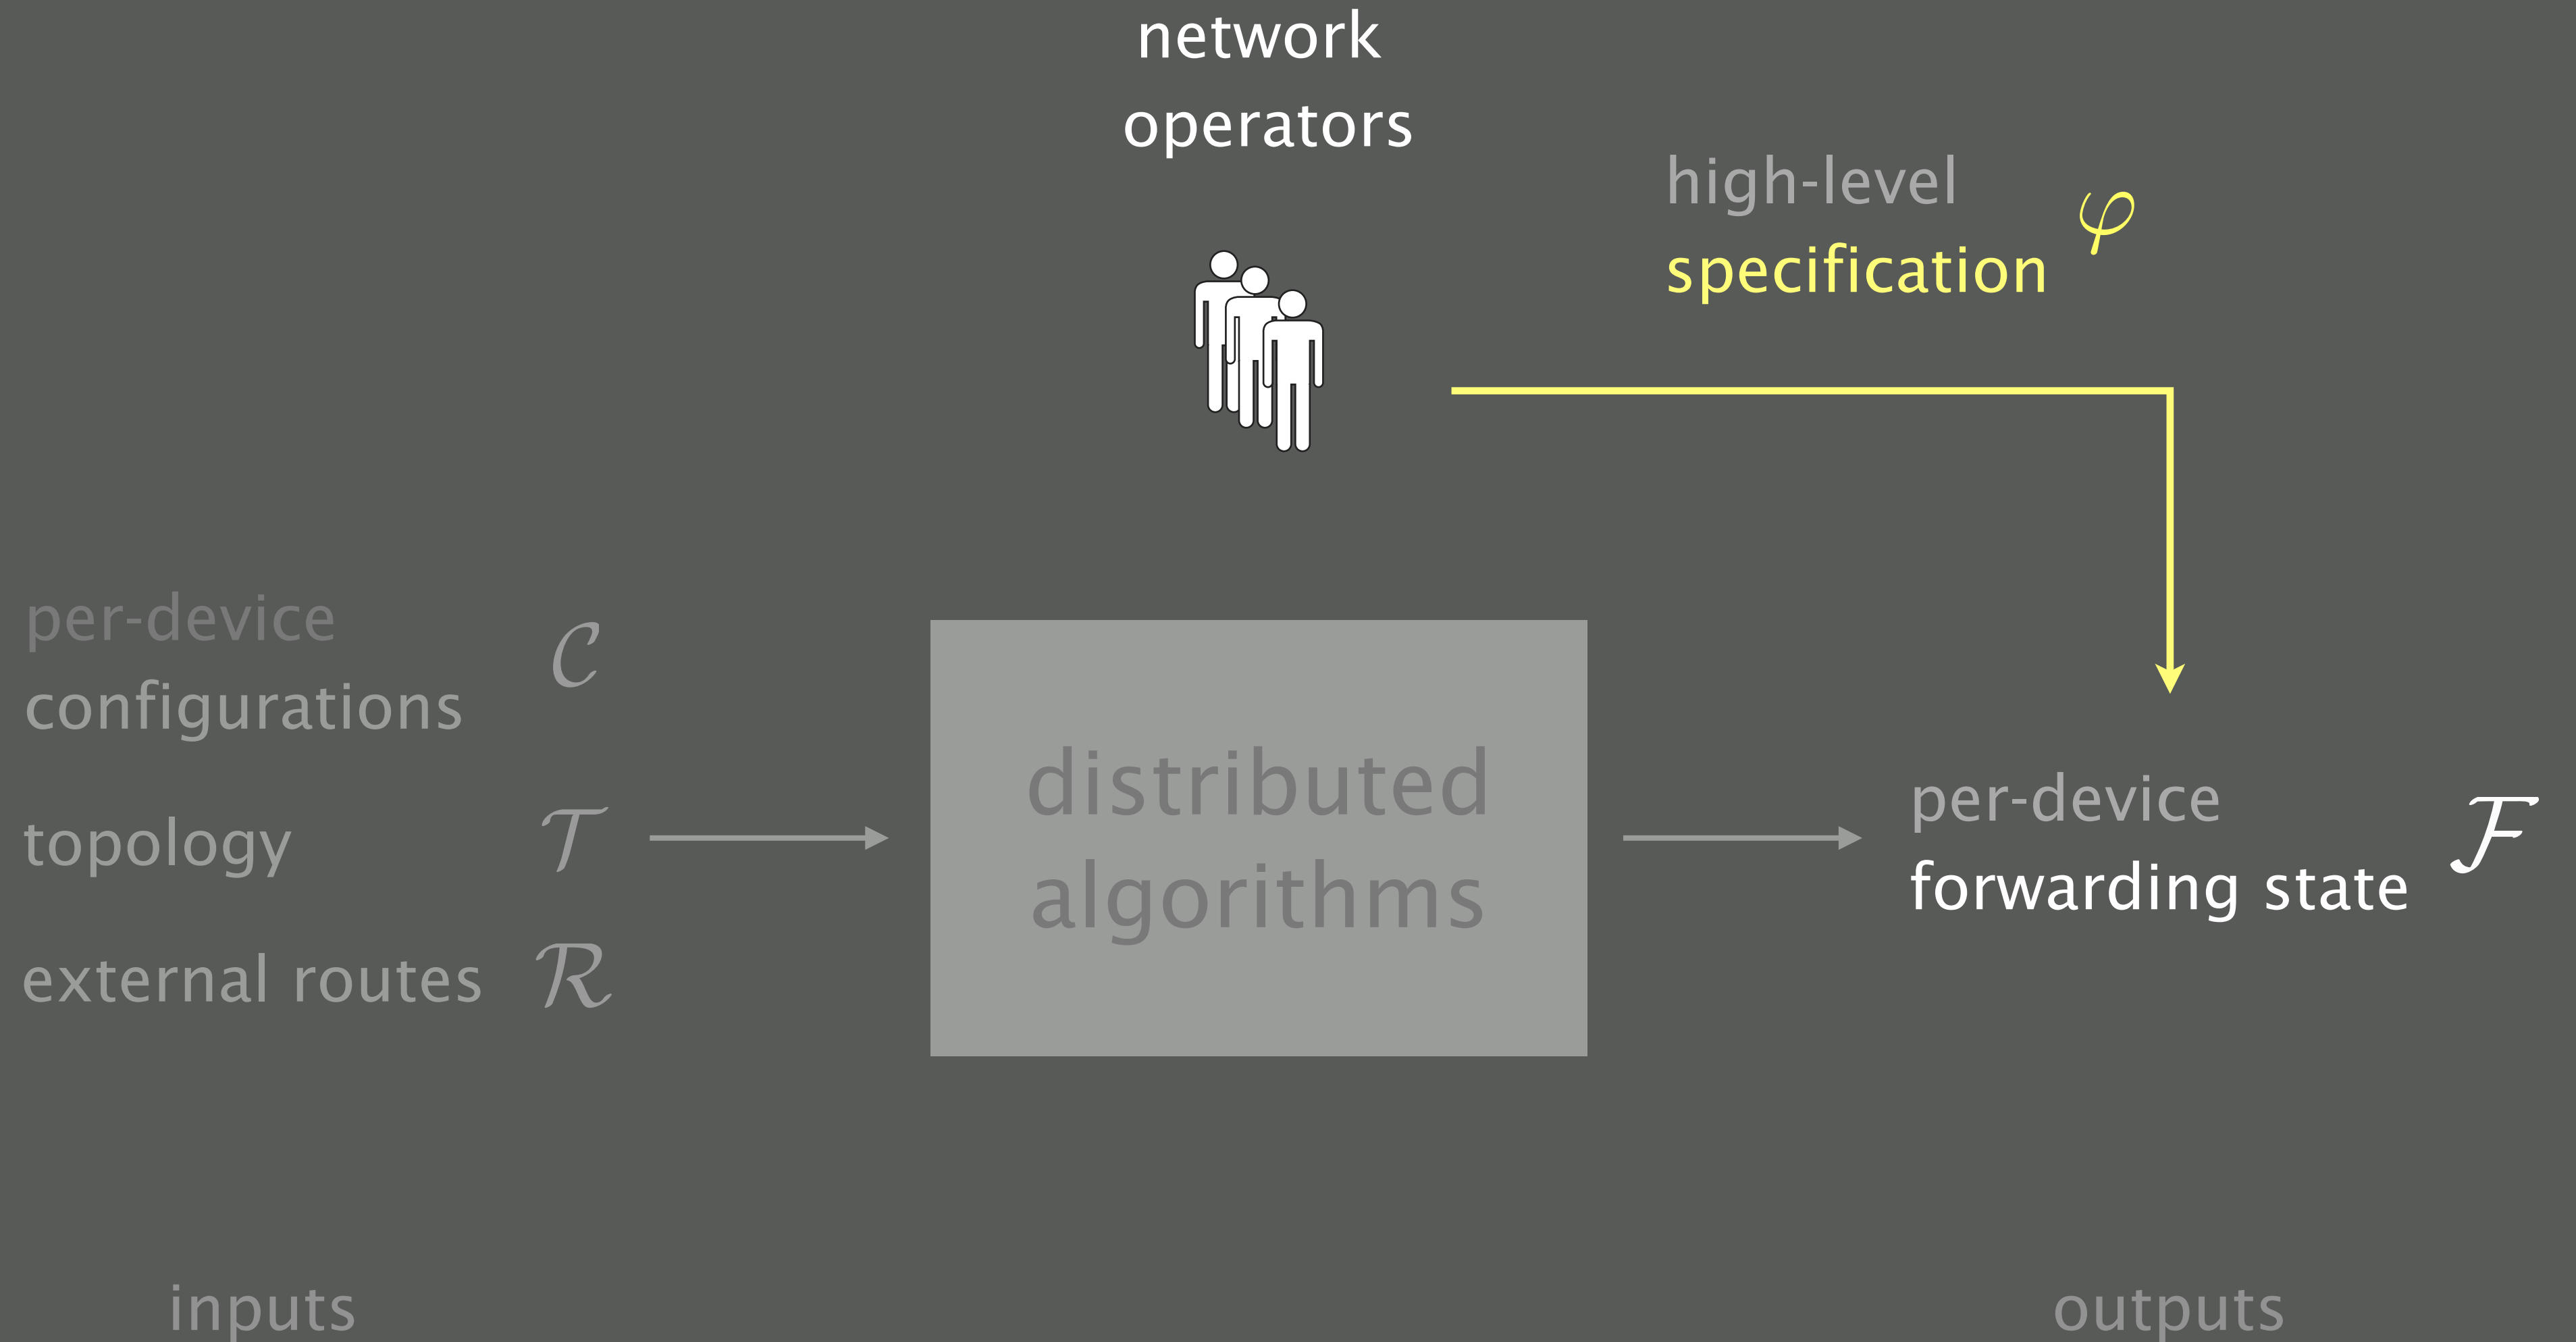 network
operators
high-level
specification φ
per-device
configurations 𝒞
topology 𝒯
external routes ℛ
distributed
algorithms
per-device
forwarding state ℱ
inputs
outputs